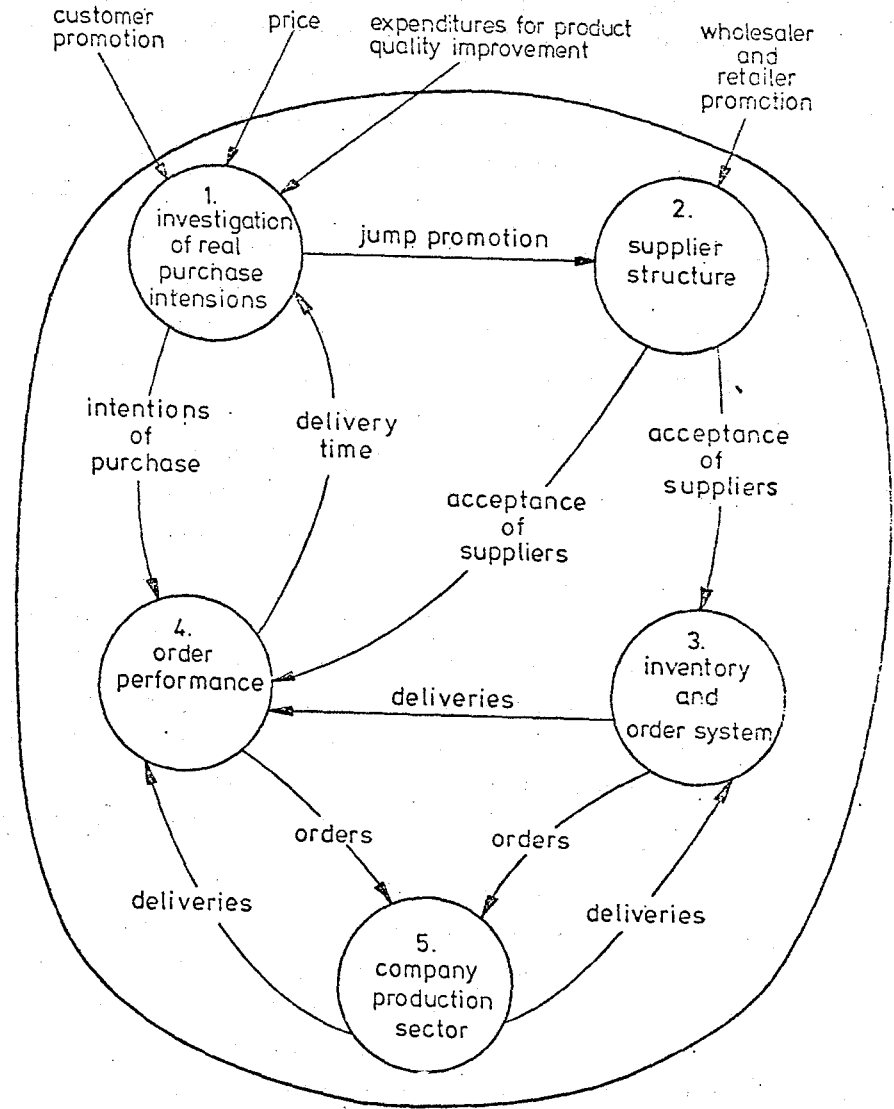 customer
promotion
price
expenditures for product
quality improvement
wholesaler
and
retailer
promotion
1.
investigation
of real
purchase
intensions
jump promotion
2.
supplier
structure
intentions
of
purchase
delivery
time
acceptance
of
suppliers
acceptance
of
suppliers
4.
order
performance
deliveries
3.
inventory
and
order system
orders
orders
deliveries
deliveries
5.
company
production
sector